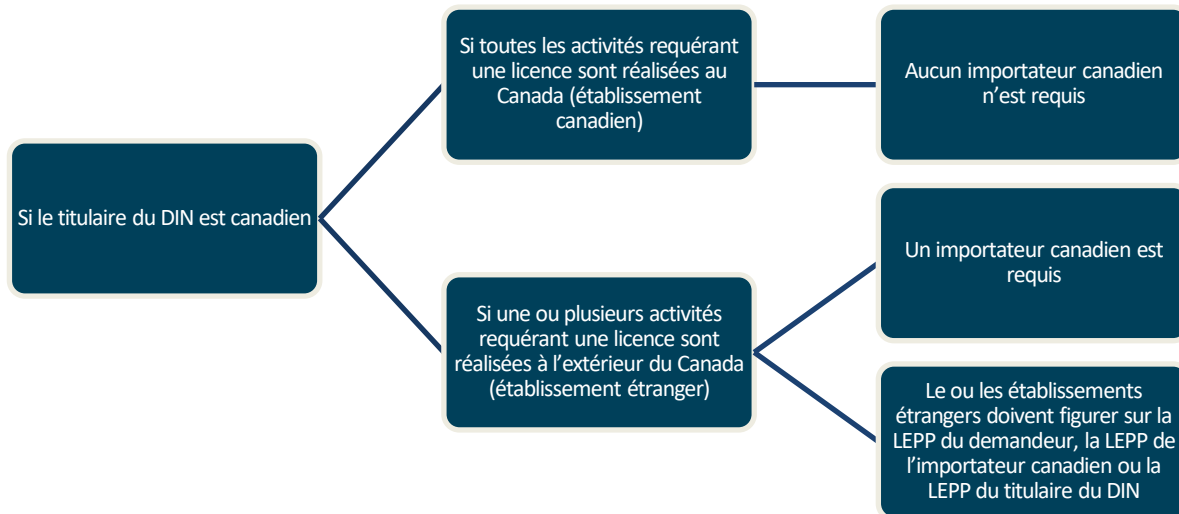 Si le titulaire du DIN est canadien
Si toutes les activités requérant
une licence sont réalisées au
Canada (établissement
canadien)
Aucun importateur canadien
n’est requis
Si une ou plusieurs activités
requérant une licence sont
réalisées à l’extérieur du Canada
(établissement étranger)
Un importateur canadien est
requis
Le ou les établissements
étrangers doivent figurer sur la
LEPP du demandeur, la LEPP de
l’importateur canadien ou la
LEPP du titulaire du DIN